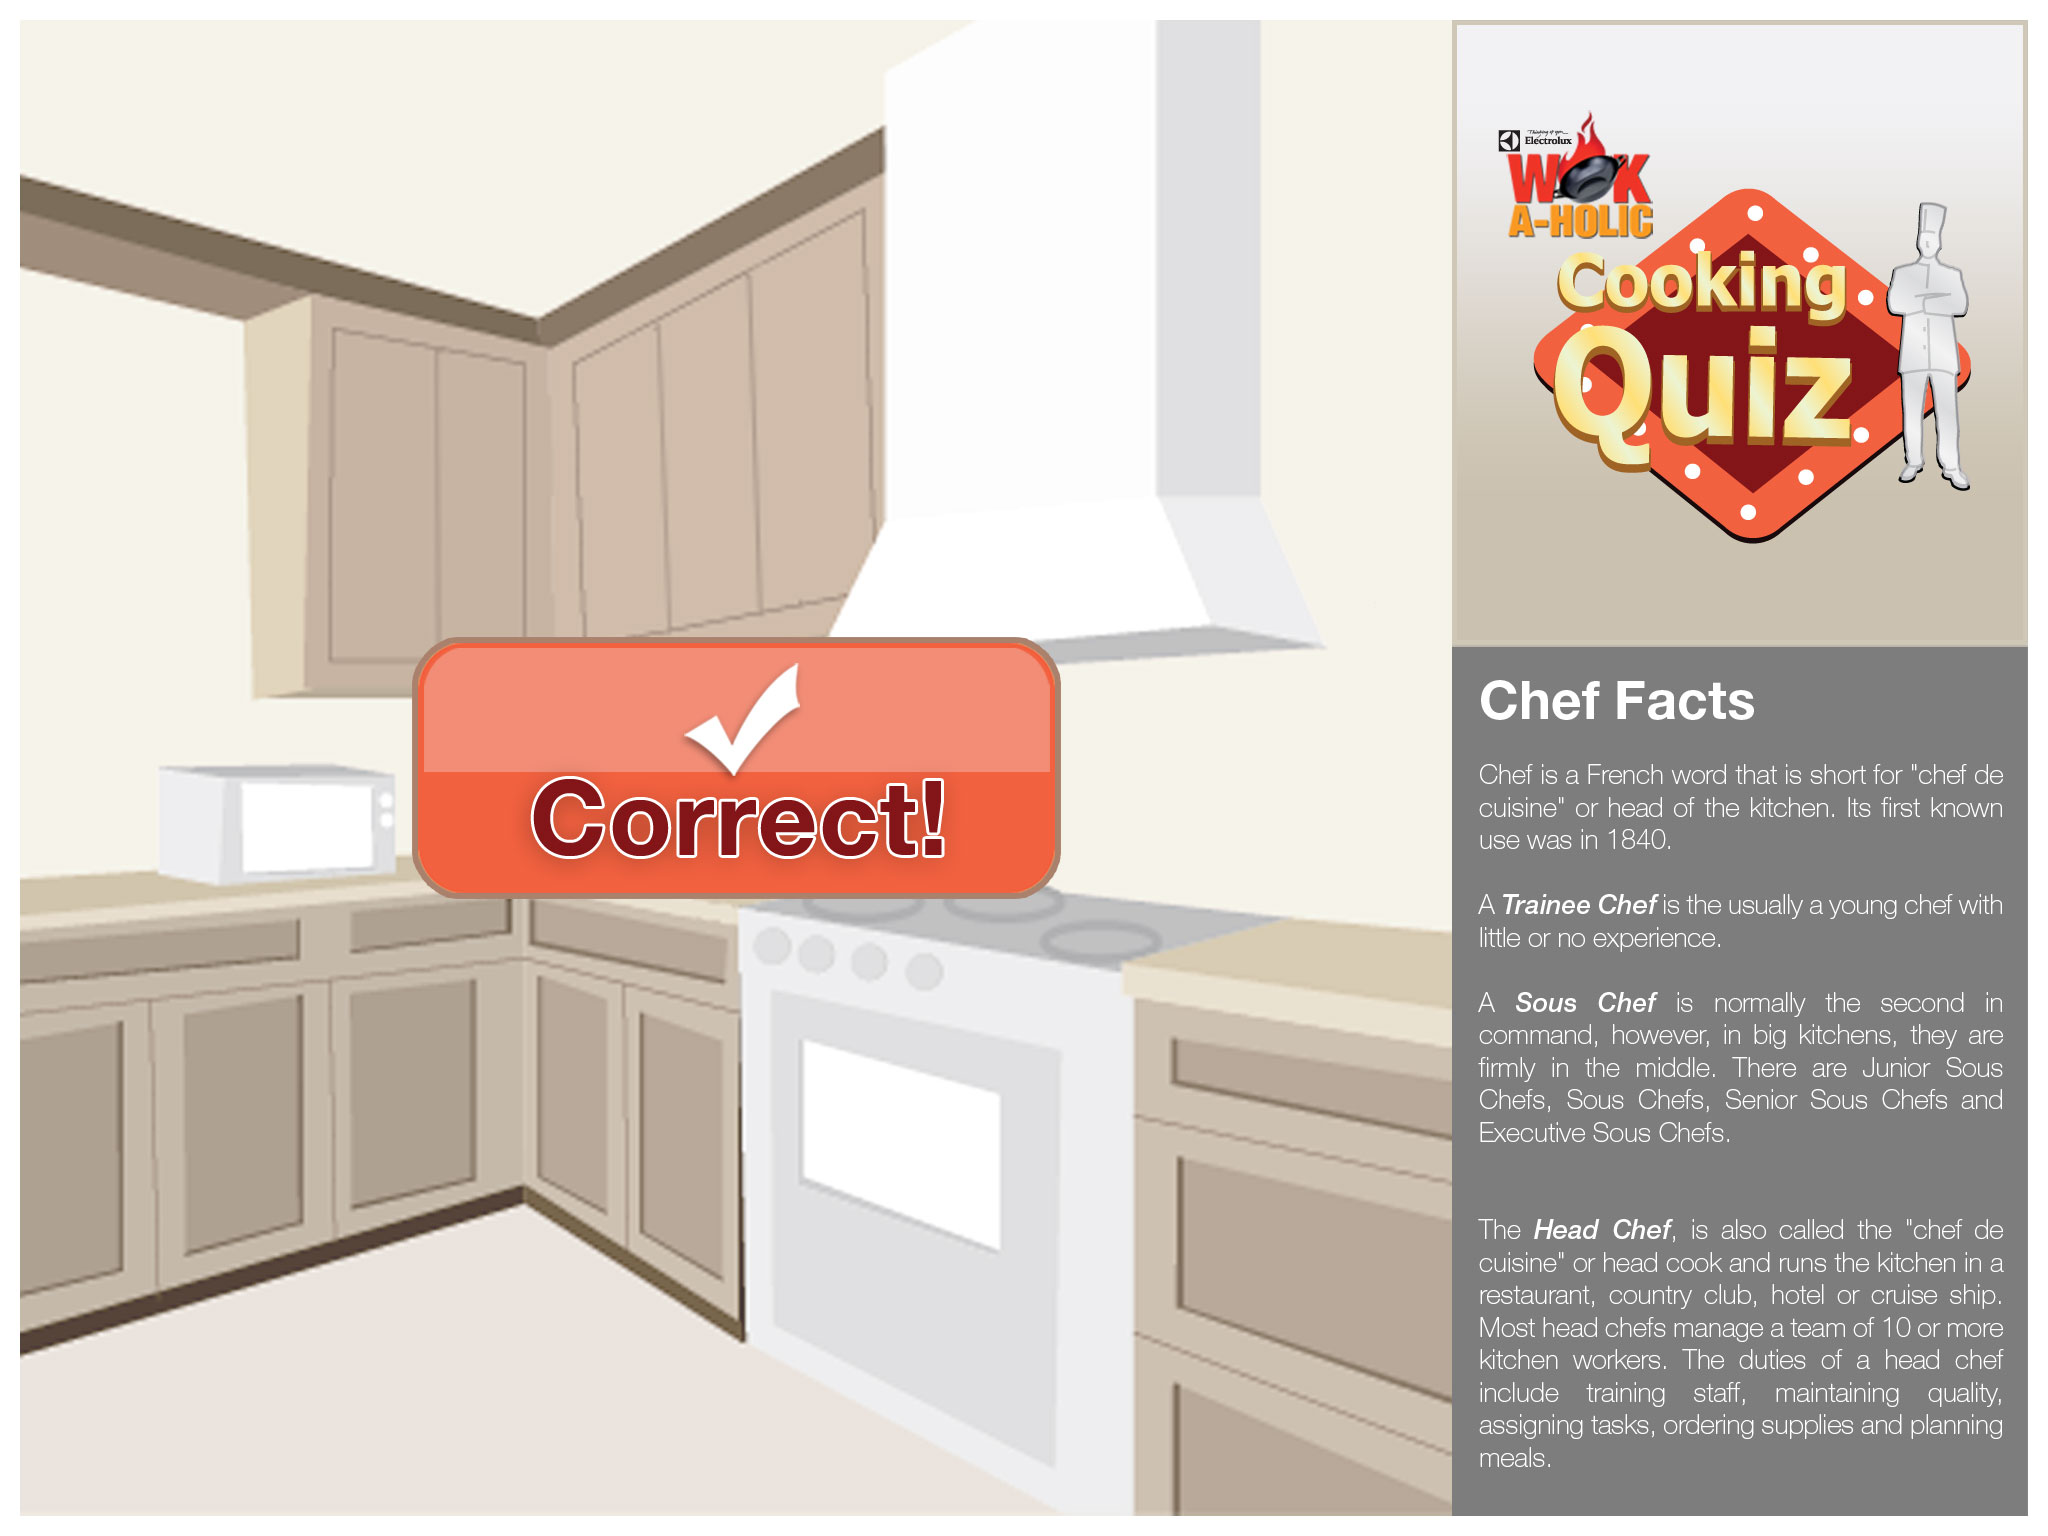 Thinking of you...
Electrolux
WOK
A-HOLIC
Cooking
Quiz
Correct!
Chef Facts
Chef is a French word that is short for "chef de
cuisine" or head of the kitchen. Its first known
use was in 1840.
A Trainee Chef is the usually a young chef with
little or no experience.
A Sous Chef is normally the second in
command, however, in big kitchens, they are
firmly in the middle. There are Junior Sous
Chefs, Sous Chefs, Senior Sous Chefs and
Executive Sous Chefs.
The Head Chef, is also called the "chef de
cuisine" or head cook and runs the kitchen in a
restaurant, country club, hotel or cruise ship.
Most head chefs manage a team of 10 or more
kitchen workers. The duties of a head chef
include training staff, maintaining quality,
assigning tasks, ordering supplies and planning
meals.